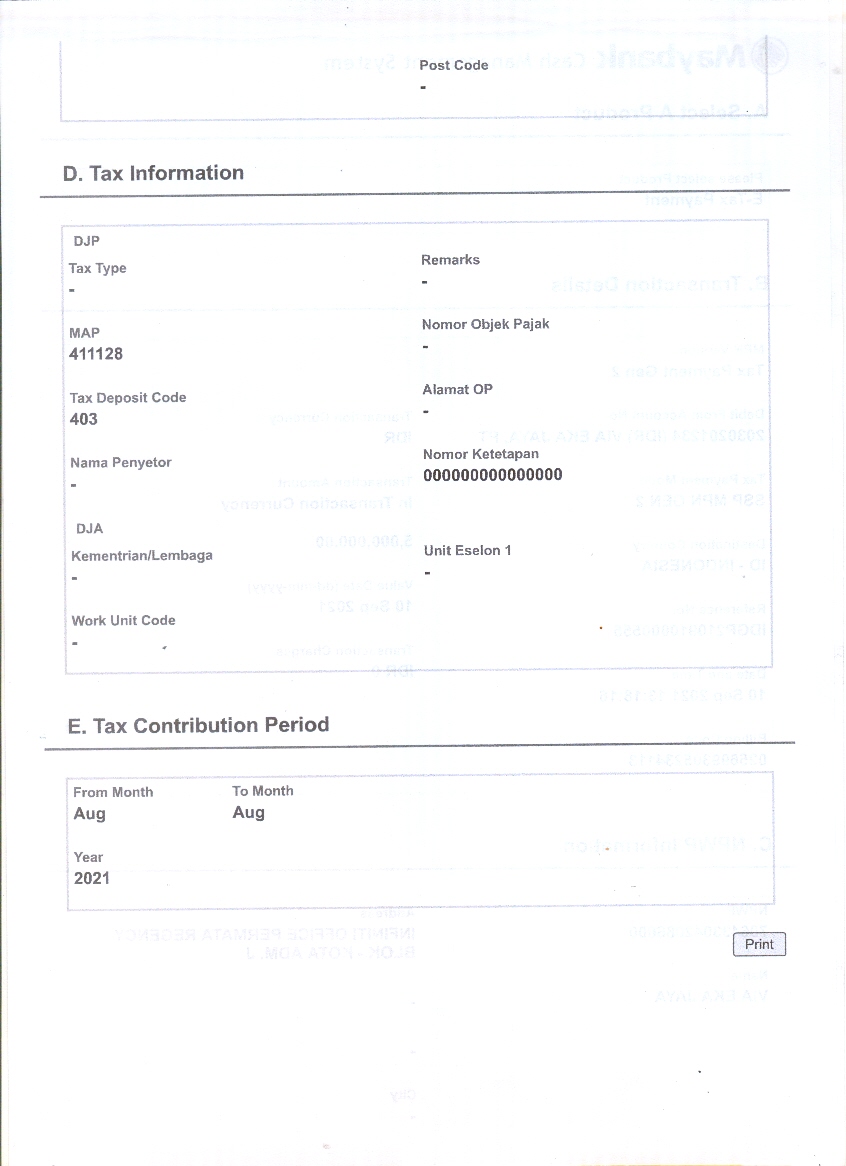 Post Code
-
D. Tax Information
DJP
Tax Type
-
Remarks
-
MAP
411128
Nomor Objek Pajak
-
Tax Deposit Code
403
Alamat OP
-
Nama Penyetor
-
Nomor Ketetapan
000000000000000
DJA
Kementrian/Lembaga
-
Unit Eselon 1
-
Work Unit Code
-
E. Tax Contribution Period
From Month
To Month
Aug
Aug
Year
2021
Print